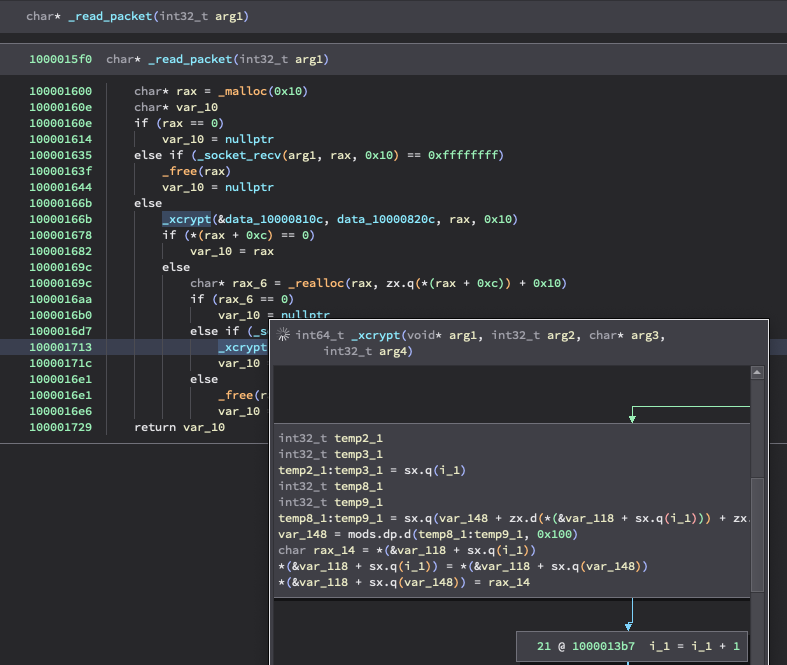 char* _read_packet(int32_t arg1)
1000015f0 char* _read_packet(int32_t arg1)
100001600 char* rax = _malloc(0x10)
10000160e char* var_10
10000160e if (rax == 0)
100001614 var_10 = nullptr
100001635 else if (_socket_recv(arg1, rax, 0x10) == 0xffffffff)
10000163f _free(rax)
100001644 var_10 = nullptr
10000166b else
10000166b _xcrypt(&data_10000810c, data_10000820c, rax, 0x10)
100001678 if (*(rax + 0xc) == 0)
100001682 var_10 = rax
10000169c else
10000169c char* rax_6 = _realloc(rax, zx.q(*(rax + 0xc)) + 0x10)
1000016aa if (rax_6 == 0)
1000016b0 var_10 = nullptr
1000016d7 else if (_s
100001713 _xcrypt
10000171c var_10
1000016e1 else
1000016e1 _free(r
1000016e6 var_10
100001729 return var_10
int64_t _xcrypt(void* arg1, int32_t arg2, char* arg3,
int32_t arg4)
int32_t temp2_1
int32_t temp3_1
temp2_1:temp3_1 = sx.q(i_1)
int32_t temp8_1
int32_t temp9_1
temp8_1:temp9_1 = sx.q(var_148 + zx.d(*(&var_118 + sx.q(i_1))) + zx.
var_148 = mods.dp.d(temp8_1:temp9_1, 0x100)
char rax_14 = *(&var_118 + sx.q(i_1))
*(&var_118 + sx.q(i_1)) = *(&var_118 + sx.q(var_148))
*(&var_118 + sx.q(var_148)) = rax_14
21 @ 1000013b7 i_1 = i_1 + 1